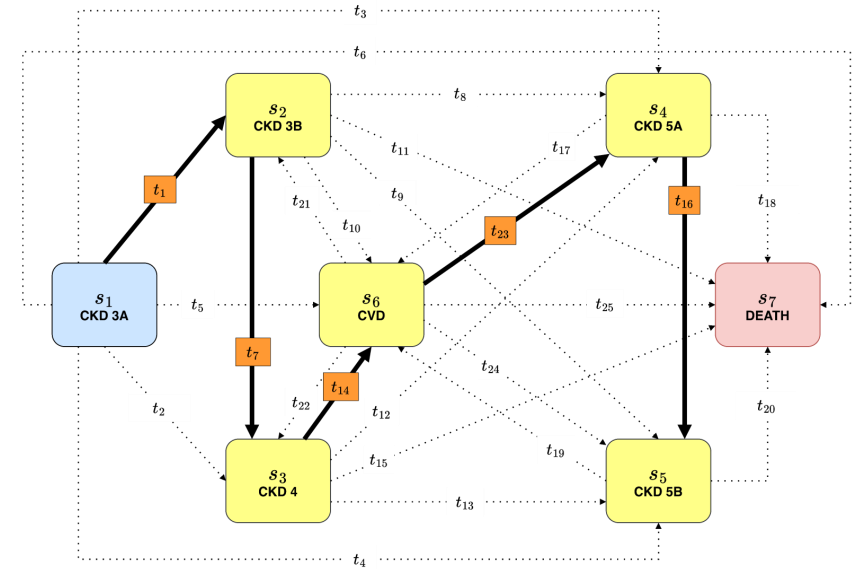 t₃
t₆
s₂
CKD 3B
t₈
s₄
CKD 5A
t₁₁
t₁₇
t₁
t₉
t₂₁
t₁₀
t₁₆
t₁₈
t₂₃
s₁
CKD 3A
t₅
s₆
CVD
t₂₅
s₇
DEATH
t₇
t₁₄
t₂₄
t₂
t₂₂
t₁₂
t₂₀
t₁₅
t₁₉
s₃
CKD 4
s₅
CKD 5B
t₁₃
t₄